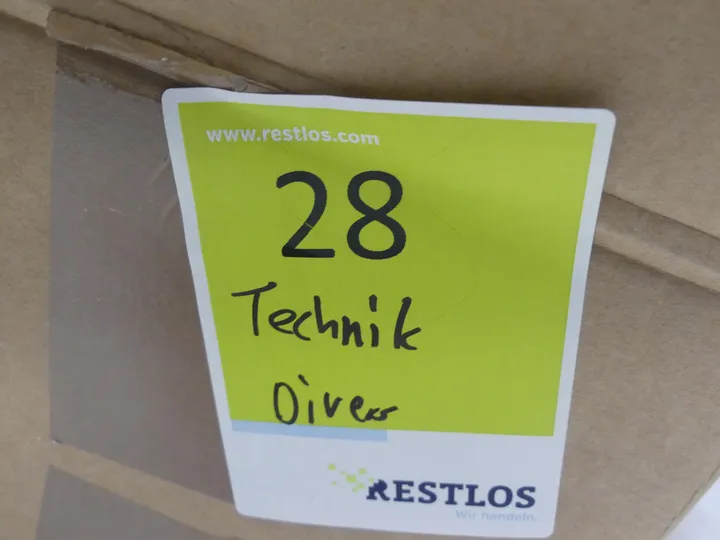 www.restlos.com
28
Technik
Divers
RESTLOS
Wir handeln.